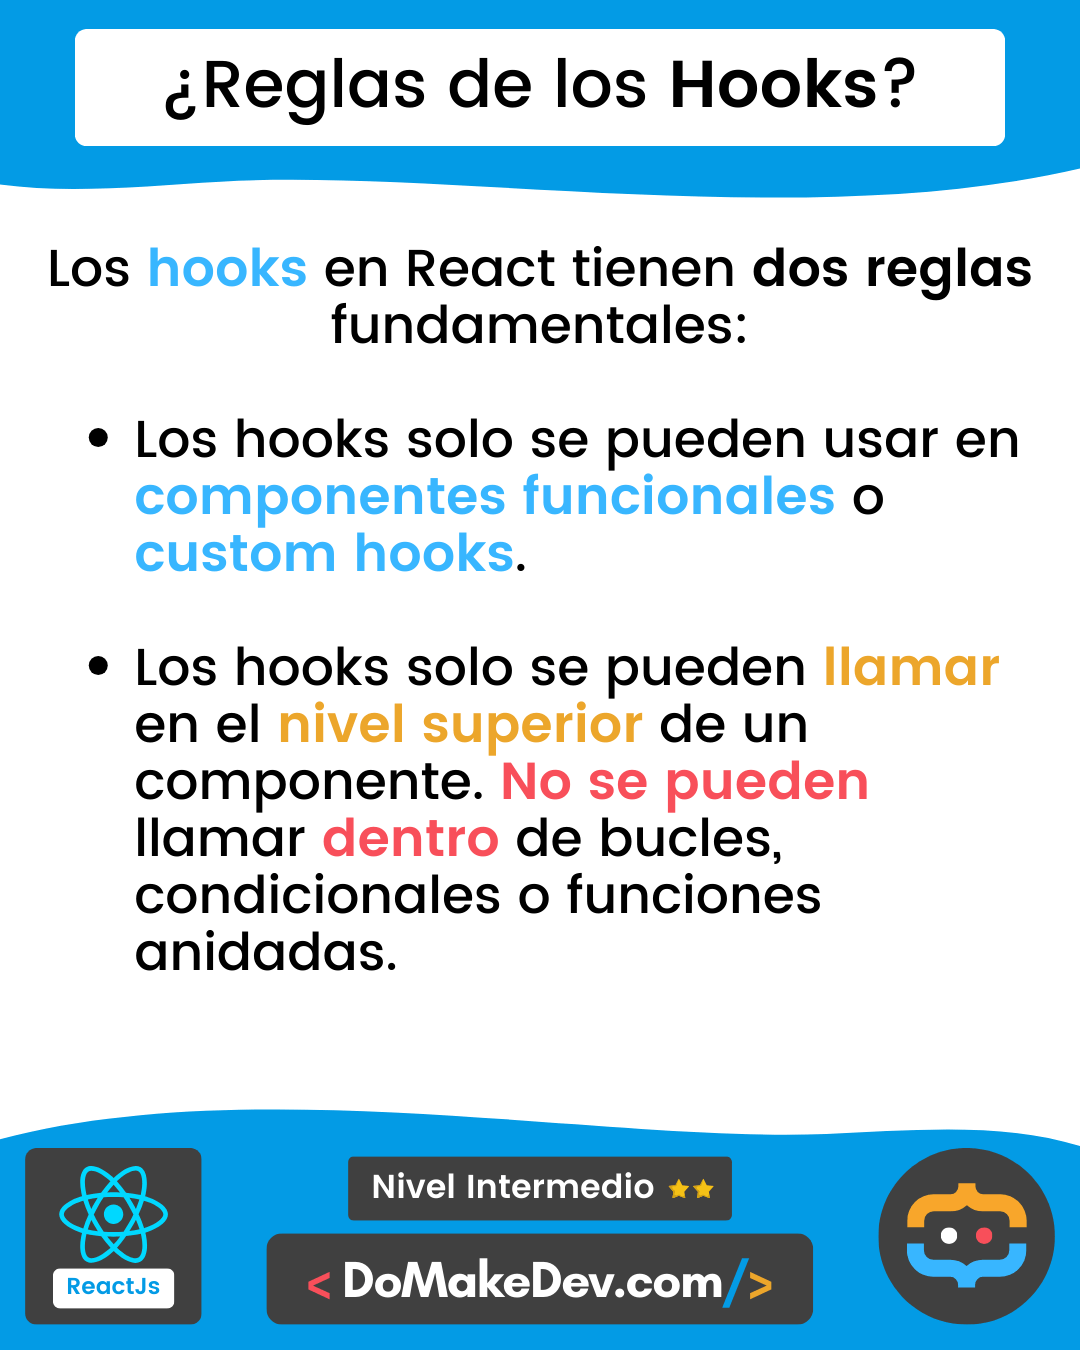 ¿Reglas de los Hooks?
Los hooks en React tienen dos reglas
fundamentales:
• Los hooks solo se pueden usar en
componentes funcionales o
custom hooks.
• Los hooks solo se pueden llamar
en el nivel superior de un
componente. No se pueden
llamar dentro de bucles,
condicionales o funciones
anidadas.
Nivel Intermedio
ReactJs
< DoMakeDev.com/>